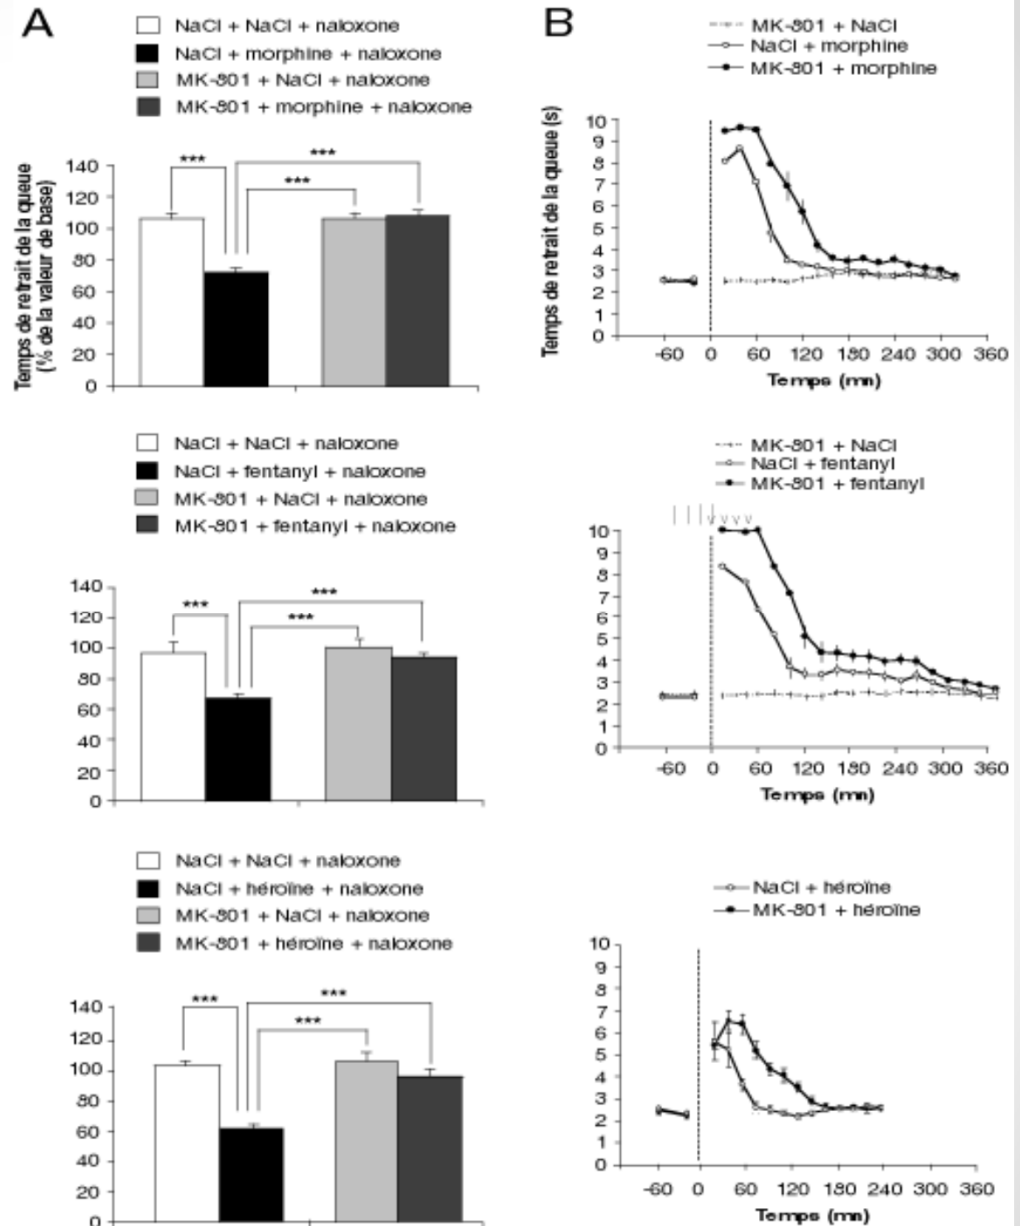 A
NaCl + NaCl + naloxone
NaCl + morphine + naloxone
MK-801 + NaCl + naloxone
MK-801 + morphine + naloxone
Temps de retrait de la queue
(% de la valeur de base)
140
120
100
80
60
40
20
0
***
***
***
B
MK-801 + NaCl
NaCl + morphine
MK-801 + morphine
Temps de retrait de la queue (s)
10
9
8
7
6
5
4
3
2
1
0
-60 0 60 120 180 240 300 360
Temps (mn)
NaCl + NaCl + naloxone
NaCl + fentanyl + naloxone
MK-801 + NaCl + naloxone
MK-801 + fentanyl + naloxone
140
120
100
80
60
40
20
0
***
***
***
MK-801 + NaCl
NaCl + fentanyl
MK-801 + fentanyl
10
9
8
7
6
5
4
3
2
1
0
-60 0 60 120 180 240 300 360
Temps (mn)
NaCl + NaCl + naloxone
NaCl + héroïne + naloxone
MK-801 + NaCl + naloxone
MK-801 + héroïne + naloxone
140
120
100
80
60
40
20
0
***
***
***
NaCl + héroïne
MK-801 + héroïne
10
9
8
7
6
5
4
3
2
1
0
-60 0 60 120 180 240 300 360
Temps (mn)